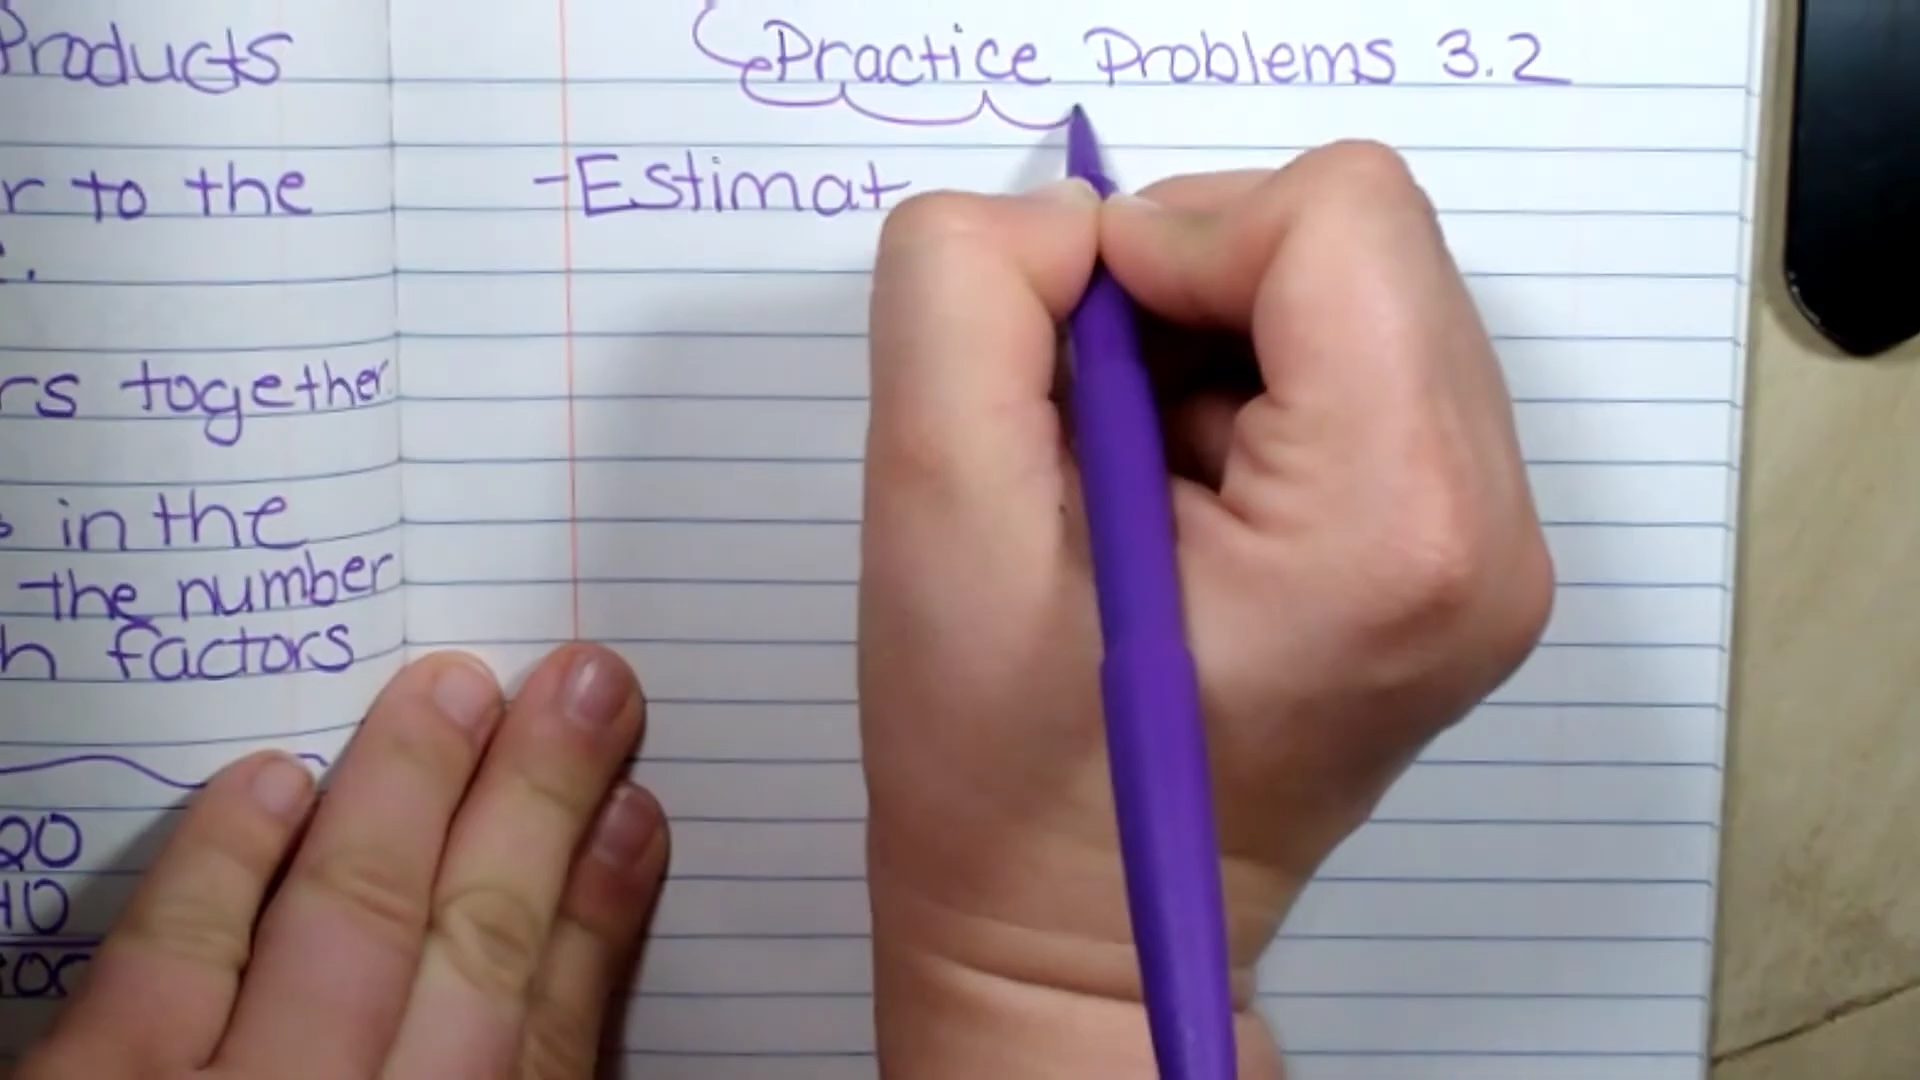 Products
r to the
rs together.
in the
the number
h factors
20
40
Practice Problems 3.2
-Estimat